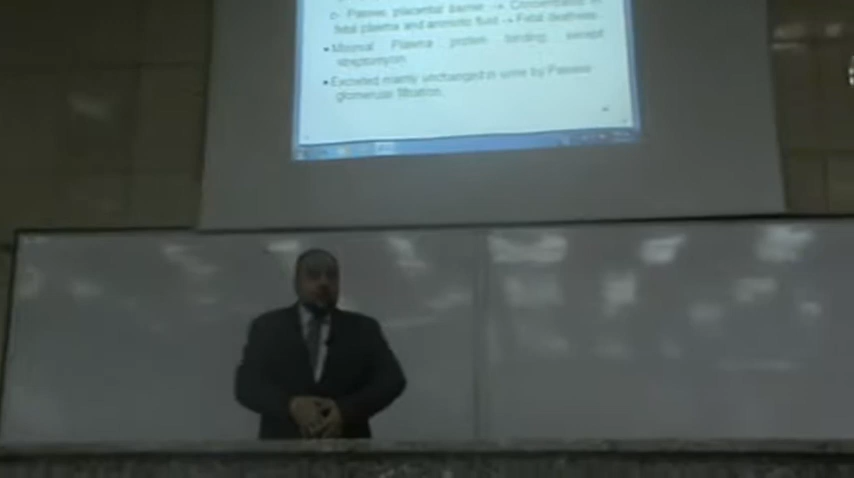 c- Passes placental barrier → Concentrates in
fetal plasma and amniotic fluid → Fetal deafness.
• Minimal Plasma protein binding except
streptomycin.
• Excreted mainly unchanged in urine by Passive
glomerular filtration.